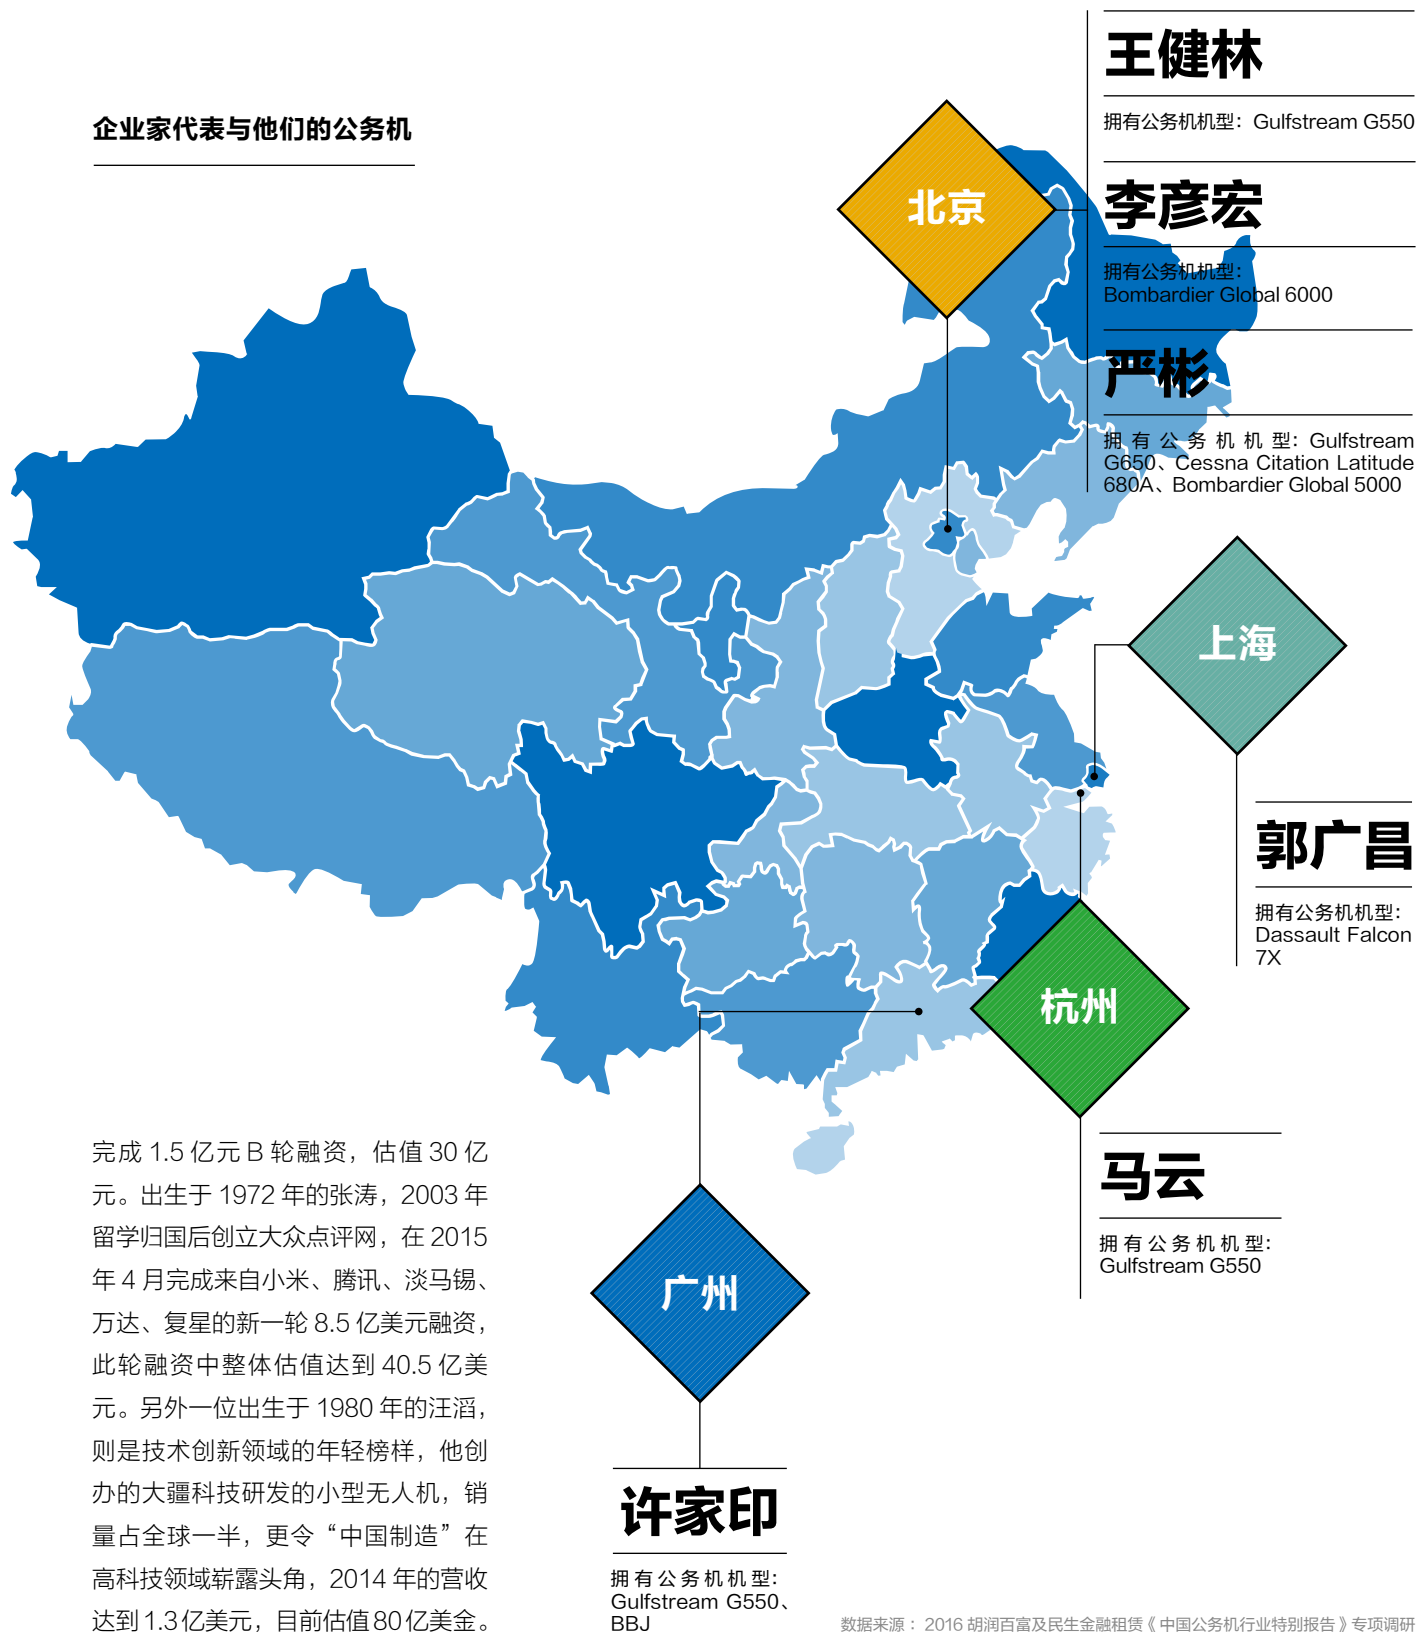 企业家代表与他们的公务机
北京
王健林
拥有公务机机型：Gulfstream G550
李彦宏
拥有公务机机型：
Bombardier Global 6000
严彬
拥有公务机机型：Gulfstream
G650、Cessna Citation Latitude
680A、Bombardier Global 5000
上海
郭广昌
拥有公务机机型：
Dassault Falcon
7X
杭州
马云
拥有公务机机型：
Gulfstream G550
广州
许家印
拥有公务机机型：
Gulfstream G550、
BBJ
完成 1.5 亿元 B 轮融资，估值 30 亿
元。出生于 1972 年的张涛，2003 年
留学归国后创立大众点评网，在 2015
年 4 月完成来自小米、腾讯、淡马锡、
万达、复星的新一轮 8.5 亿美元融资，
此轮融资中整体估值达到 40.5 亿美
元。另外一位出生于 1980 年的汪滔，
则是技术创新领域的年轻榜样，他创
办的大疆科技研发的小型无人机，销
量占全球一半，更令“中国制造”在
高科技领域崭露头角，2014 年的营收
达到 1.3 亿美元，目前估值 80 亿美金。
数据来源：2016 胡润百富及民生金融租赁《中国公务机行业特别报告》专项调研